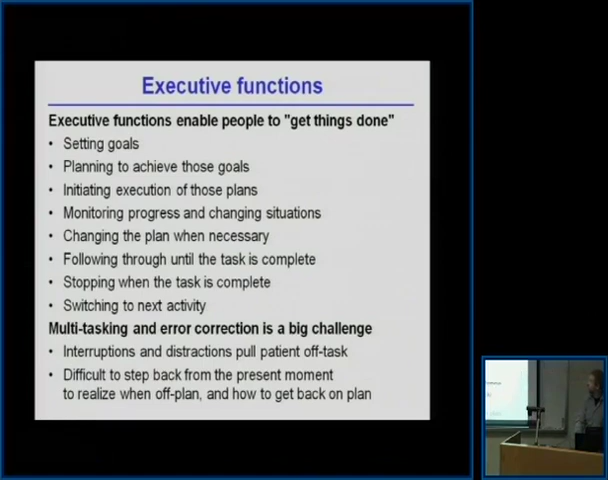 Executive functions
Executive functions enable people to "get things done"
• Setting goals
• Planning to achieve those goals
• Initiating execution of those plans
• Monitoring progress and changing situations
• Changing the plan when necessary
• Following through until the task is complete
• Stopping when the task is complete
• Switching to next activity
Multi-tasking and error correction is a big challenge
• Interruptions and distractions pull patient off-task
• Difficult to step back from the present moment
to realize when off-plan, and how to get back on plan